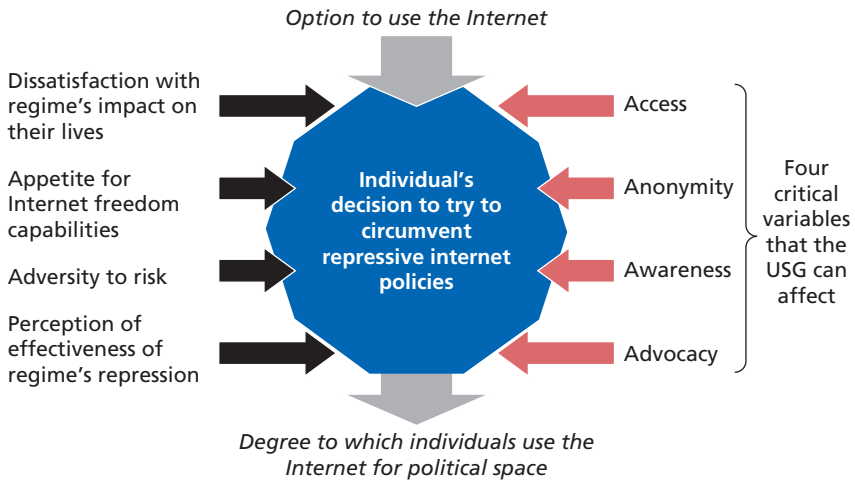 Option to use the Internet
Dissatisfaction with
regime's impact on
their lives
Appetite for
Internet freedom
capabilities
Adversity to risk
Perception of
effectiveness of
regime's repression
Individual's
decision to try to
circumvent
repressive internet
policies
Access
Anonymity
Awareness
Advocacy
Four
critical
variables
that the
USG can
affect
Degree to which individuals use the
Internet for political space